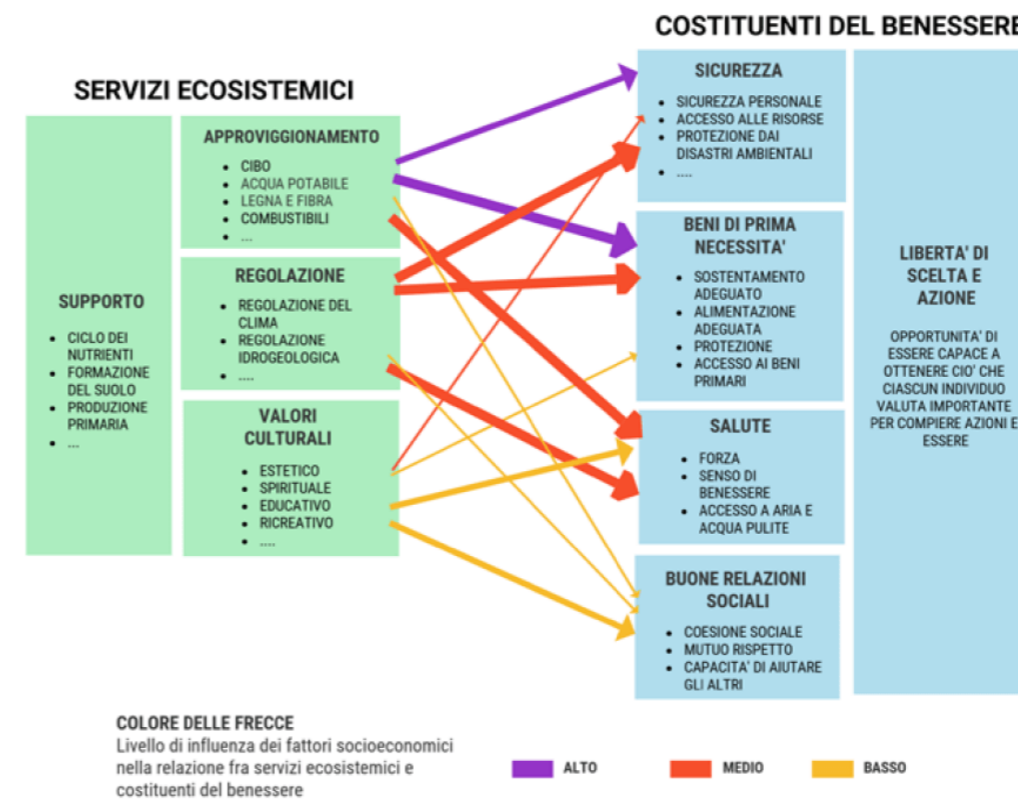 COSTITUENTI DEL BENESSERE
SERVIZI ECOSISTEMICI
SUPPORTO
• CICLO DEI
NUTRIENTI
• FORMAZIONE
DEL SUOLO
• PRODUZIONE
PRIMARIA
• ...
APPROVIGGIONAMENTO
• CIBO
• ACQUA POTABILE
• LEGNA E FIBRA
• COMBUSTIBILI
• ...
REGOLAZIONE
• REGOLAZIONE DEL
CLIMA
• REGOLAZIONE
IDROGEOLOGICA
• ....
VALORI
CULTURALI
• ESTETICO
• SPIRITUALE
• EDUCATIVO
• RICREATIVO
• ....
SICUREZZA
• SICUREZZA PERSONALE
• ACCESSO ALLE RISORSE
• PROTEZIONE DAI
DISASTRI AMBIENTALI
• ....
BENI DI PRIMA
NECESSITA'
• SOSTENTAMENTO
ADEGUATO
• ALIMENTAZIONE
ADEGUATA
• PROTEZIONE
• ACCESSO AI BENI
PRIMARI
SALUTE
• FORZA
• SENSO DI
BENESSERE
• ACCESSO A ARIA E
ACQUA PULITE
BUONE RELAZIONI
SOCIALI
• COESIONE SOCIALE
• MUTUO RISPETTO
• CAPACITA' DI AIUTARE
GLI ALTRI
LIBERTA' DI
SCELTA E
AZIONE
OPPORTUNITA' DI
ESSERE CAPACE A
OTTENERE CIO' CHE
CIASCUN INDIVIDUO
VALUTA IMPORTANTE
PER COMPIERE AZIONI E
ESSERE
COLORE DELLE FRECCE
Livello di influenza dei fattori socioeconomici
nella relazione fra servizi ecosistemici e
costituenti del benessere
ALTO
MEDIO
BASSO